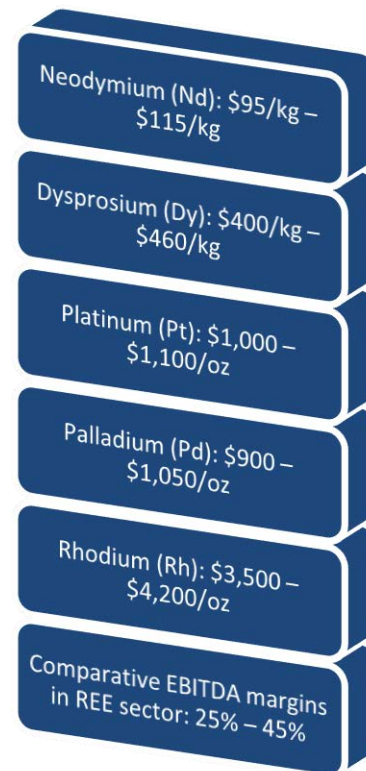 Neodymium (Nd): $95/kg –
$115/kg
Dysprosium (Dy): $400/kg –
$460/kg
Platinum (Pt): $1,000 –
$1,100/oz
Palladium (Pd): $900 –
$1,050/oz
Rhodium (Rh): $3,500 –
$4,200/oz
Comparative EBITDA margins
in REE sector: 25% – 45%